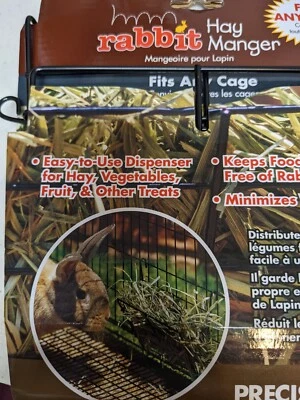 rabbit Hay
Manger
Mangeoire pour Lapin
Fits Any Cage
• Easy-to-Use Dispenser
for Hay, Vegetables,
Fruit, & Other Treats
• Keeps Food
Free of Rab
• Minimizes
Distribute
légumes
facile à u
Il garde
propre e
de Lapin
Réduit l
PRECIS